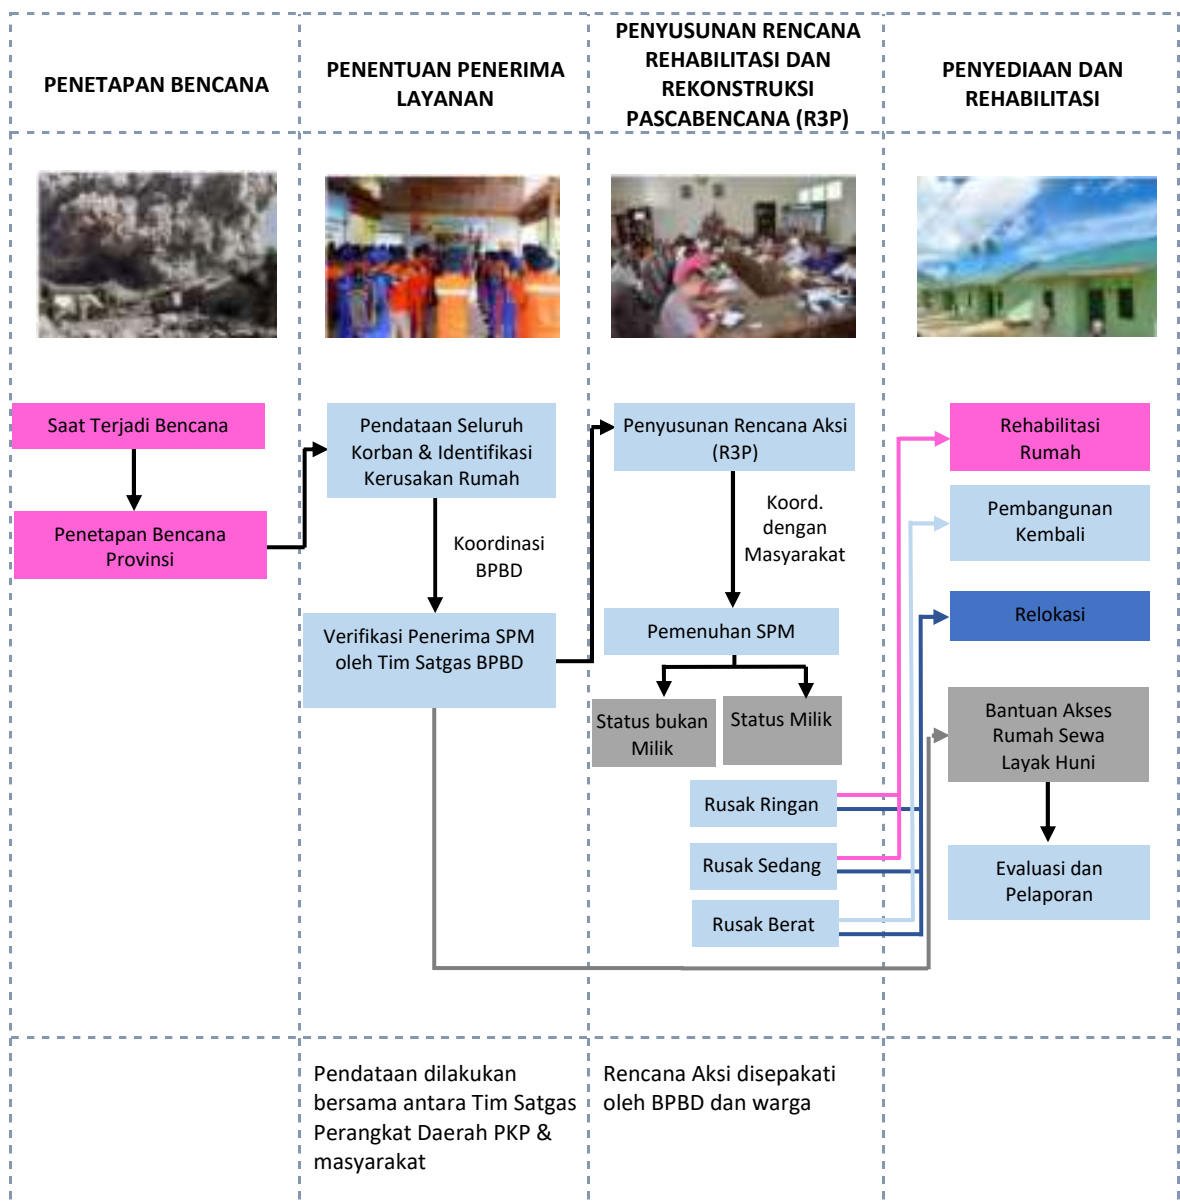 PENETAPAN BENCANA
PENENTUAN PENERIMA
LAYANAN
PENYUSUNAN RENCANA
REHABILITASI DAN
REKONSTRUKSI
PASCABENCANA (R3P)
PENYEDIAAN DAN
REHABILITASI
Saat Terjadi Bencana
Penetapan Bencana
Provinsi
Pendataan Seluruh
Korban & Identifikasi
Kerusakan Rumah
Koordinasi
BPBD
Verifikasi Penerima SPM
oleh Tim Satgas BPBD
Penyusunan Rencana Aksi
(R3P)
Koord.
dengan
Masyarakat
Pemenuhan SPM
Status bukan
Milik
Status Milik
Rusak Ringan
Rusak Sedang
Rusak Berat
Rehabilitasi
Rumah
Pembangunan
Kembali
Relokasi
Bantuan Akses
Rumah Sewa
Layak Huni
Evaluasi dan
Pelaporan
Pendataan dilakukan
bersama antara Tim Satgas
Perangkat Daerah PKP &
masyarakat
Rencana Aksi disepakati
oleh BPBD dan warga